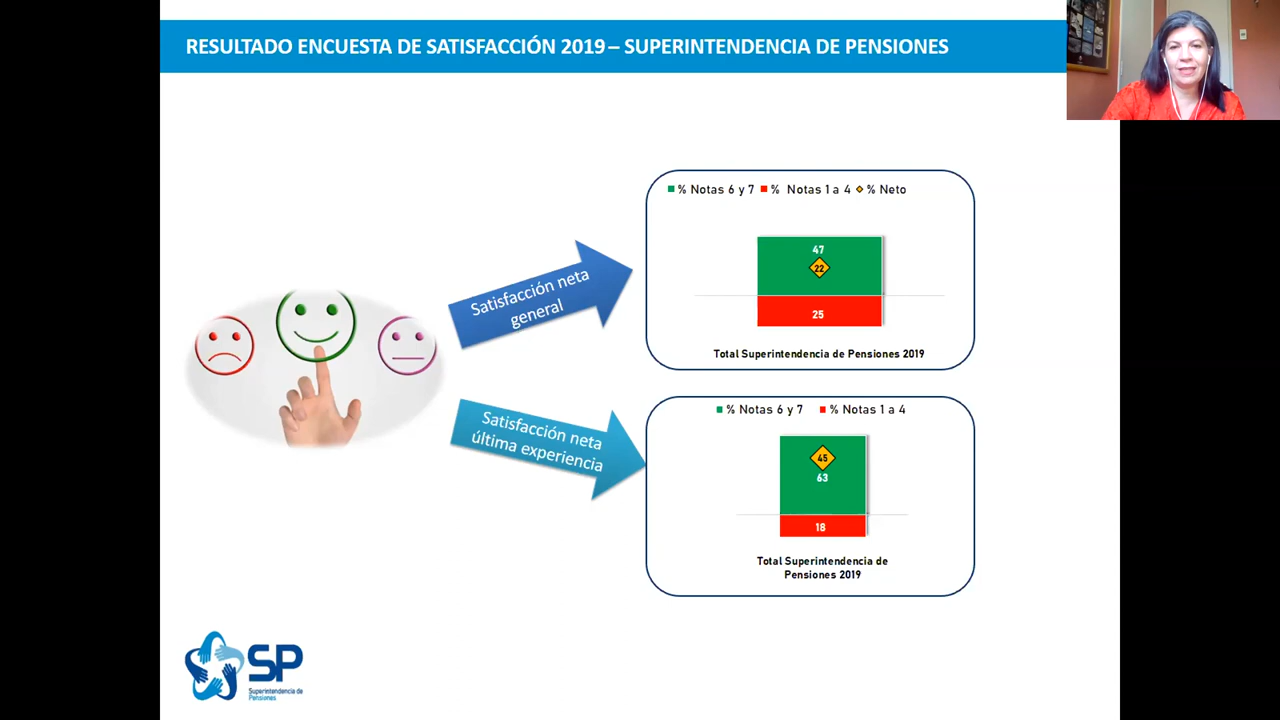 RESULTADO ENCUESTA DE SATISFACCIÓN 2019 – SUPERINTENDENCIA DE PENSIONES
% Notas 6 y 7 % Notas 1 a 4 % Neto
47
22
25
Total Superintendencia de Pensiones 2019
Satisfacción neta
general
Satisfacción neta
última experiencia
% Notas 6 y 7 % Notas 1 a 4
45
63
18
Total Superintendencia de
Pensiones 2019
SP
Superintendencia de
Pensiones